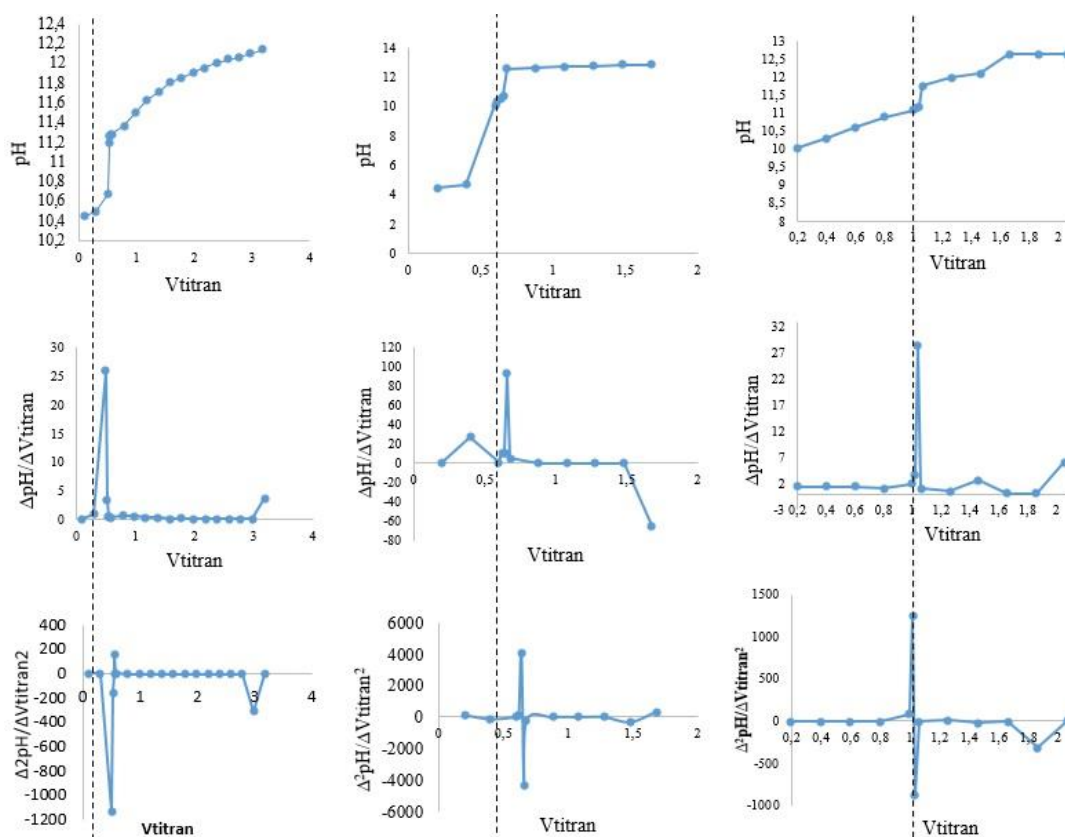 12,4
12,2
12
11,8
11,6
11,4
11,2
11
10,8
10,6
10,4
10,2
pH
0 1 2 3 4
Vtitran
14
12
10
8
6
4
2
0
pH
0 0,5 1 1,5 2
Vtitran
13
12,5
12
11,5
11
10,5
10
9,5
9
8,5
8
pH
0,2 0,4 0,6 0,8 1 1,2 1,4 1,6 1,8 2
Vtitran
30
25
20
15
10
5
0
ΔpH/ΔVtitran
0 1 2 3 4
Vtitran
120
100
80
60
40
20
0
-20
-40
-60
-80
ΔpH/ΔVtitran
0 0,5 1 1,5 2
Vtitran
32
27
22
17
12
7
2
-3
ΔpH/ΔVtitran
0,2 0,4 0,6 0,8 1 1,2 1,4 1,6 1,8 2
Vtitran
400
200
0
-200
-400
-600
-800
-1000
-1200
Δ2pH/ΔVtitran2
0 1 2 3 4
Vtitran
6000
4000
2000
0
-2000
-4000
-6000
Δ²pH/ΔVtitran²
0 0,5 1 1,5 2
Vtitran
1500
1000
500
0
-500
-1000
Δ²pH/ΔVtitran²
0,2 0,4 0,6 0,8 1 1,2 1,4 1,6 1,8 2
Vtitran